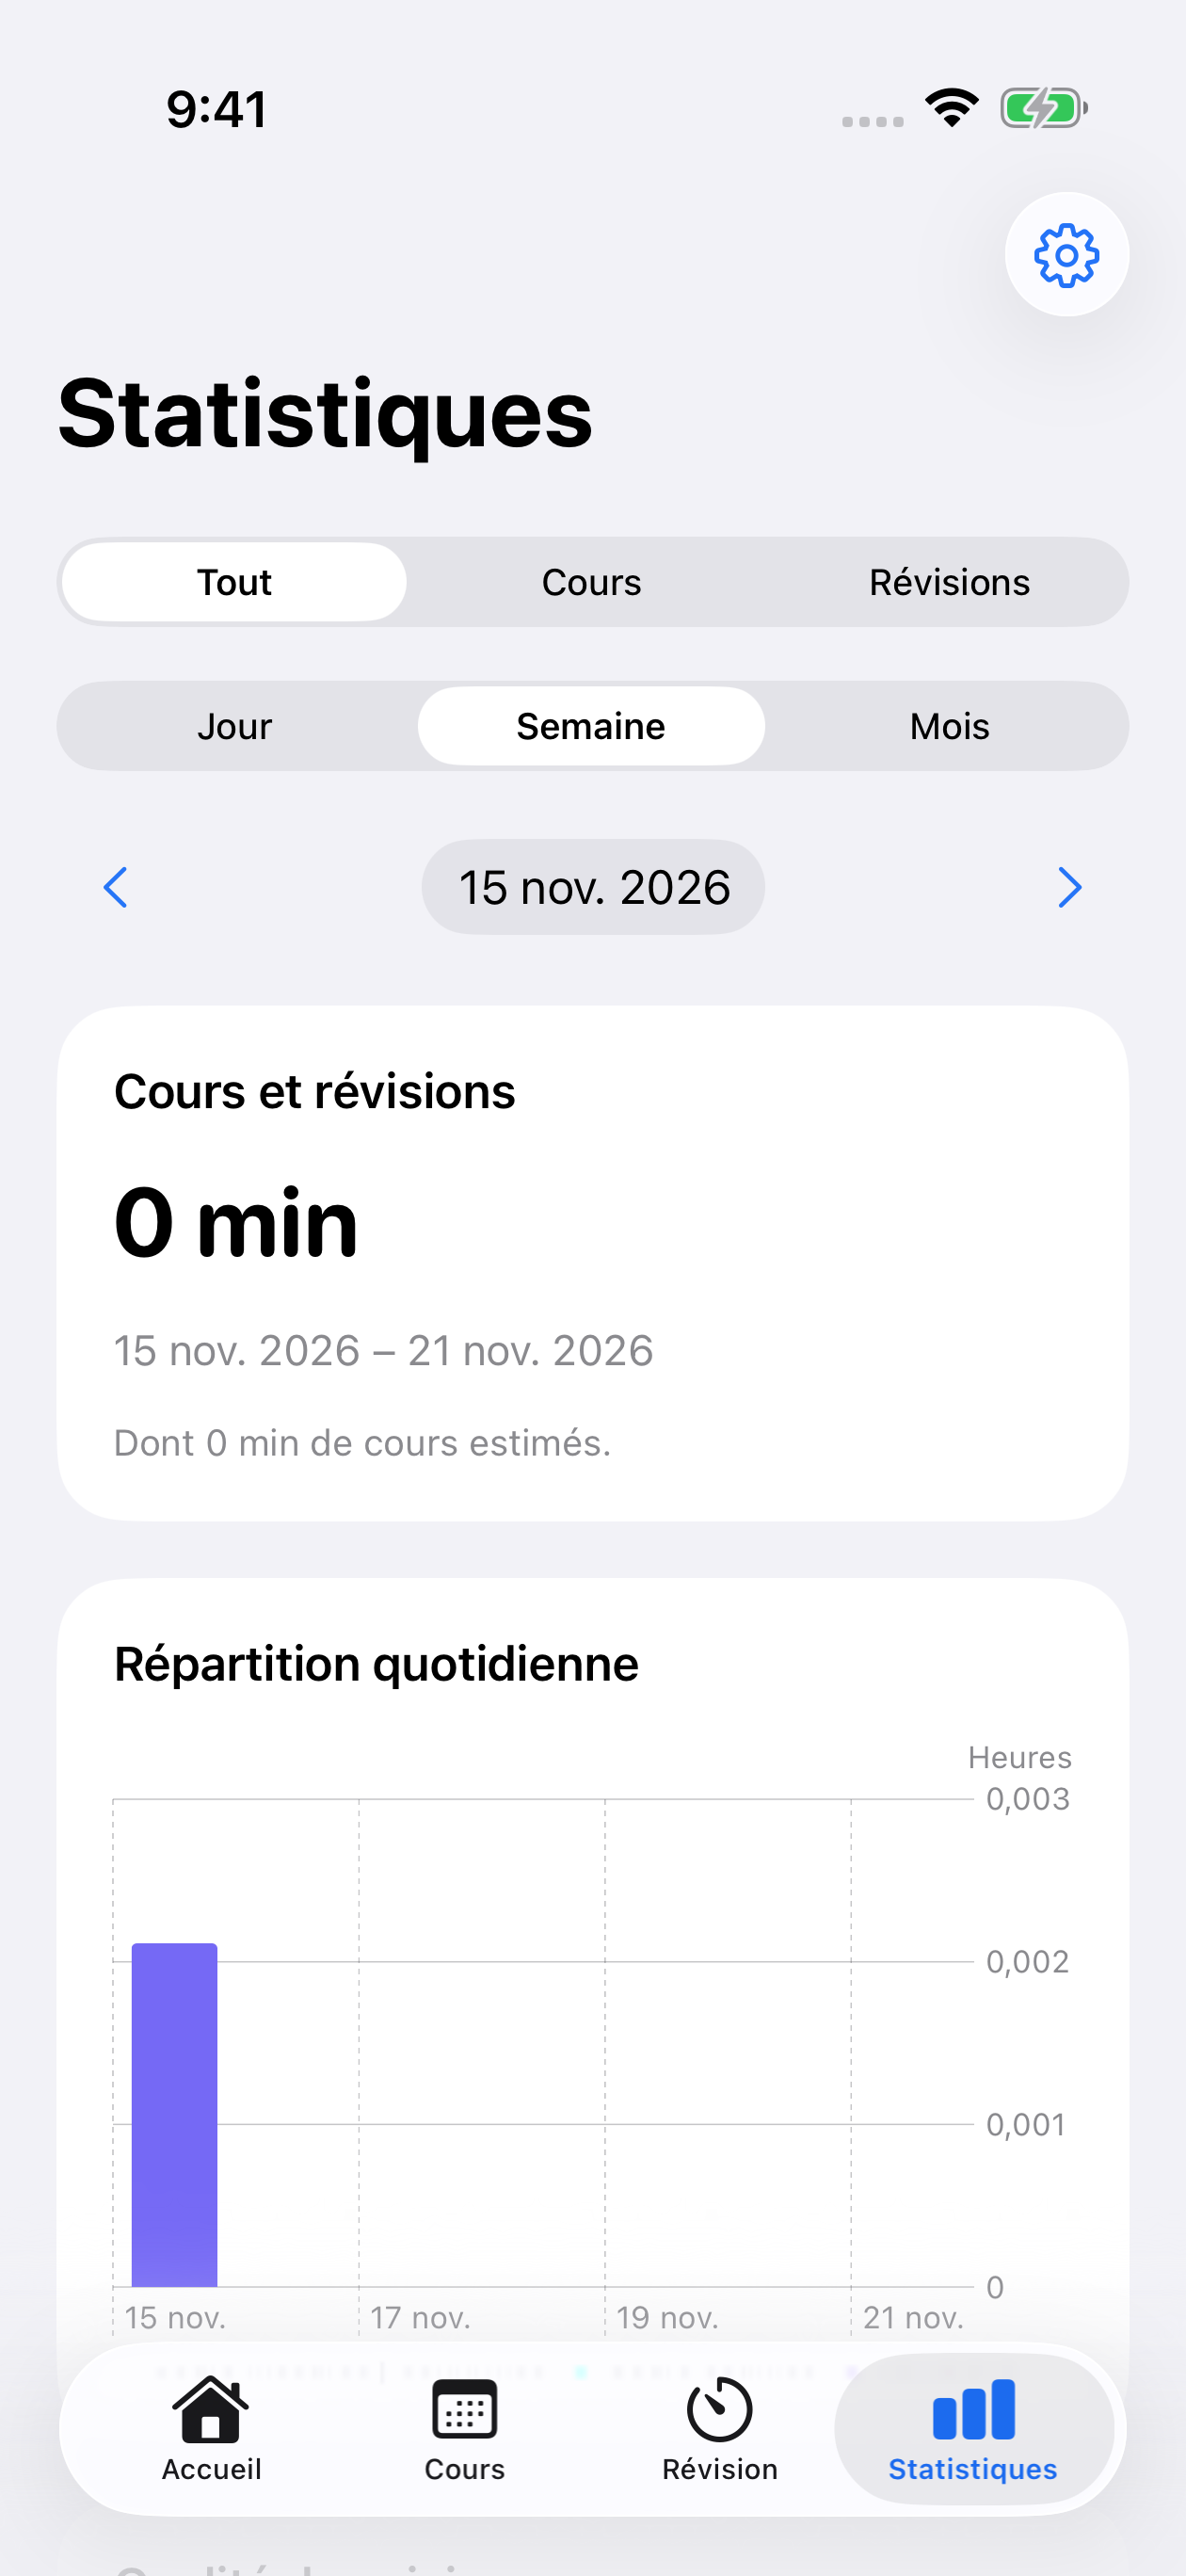 9:41
Statistiques
Tout Cours Révisions
Jour Semaine Mois
15 nov. 2026
Cours et révisions
0 min
15 nov. 2026 – 21 nov. 2026
Dont 0 min de cours estimés.
Répartition quotidienne
Heures
0,003
0,002
0,001
0
15 nov. 17 nov. 19 nov. 21 nov.
Accueil Cours Révision Statistiques